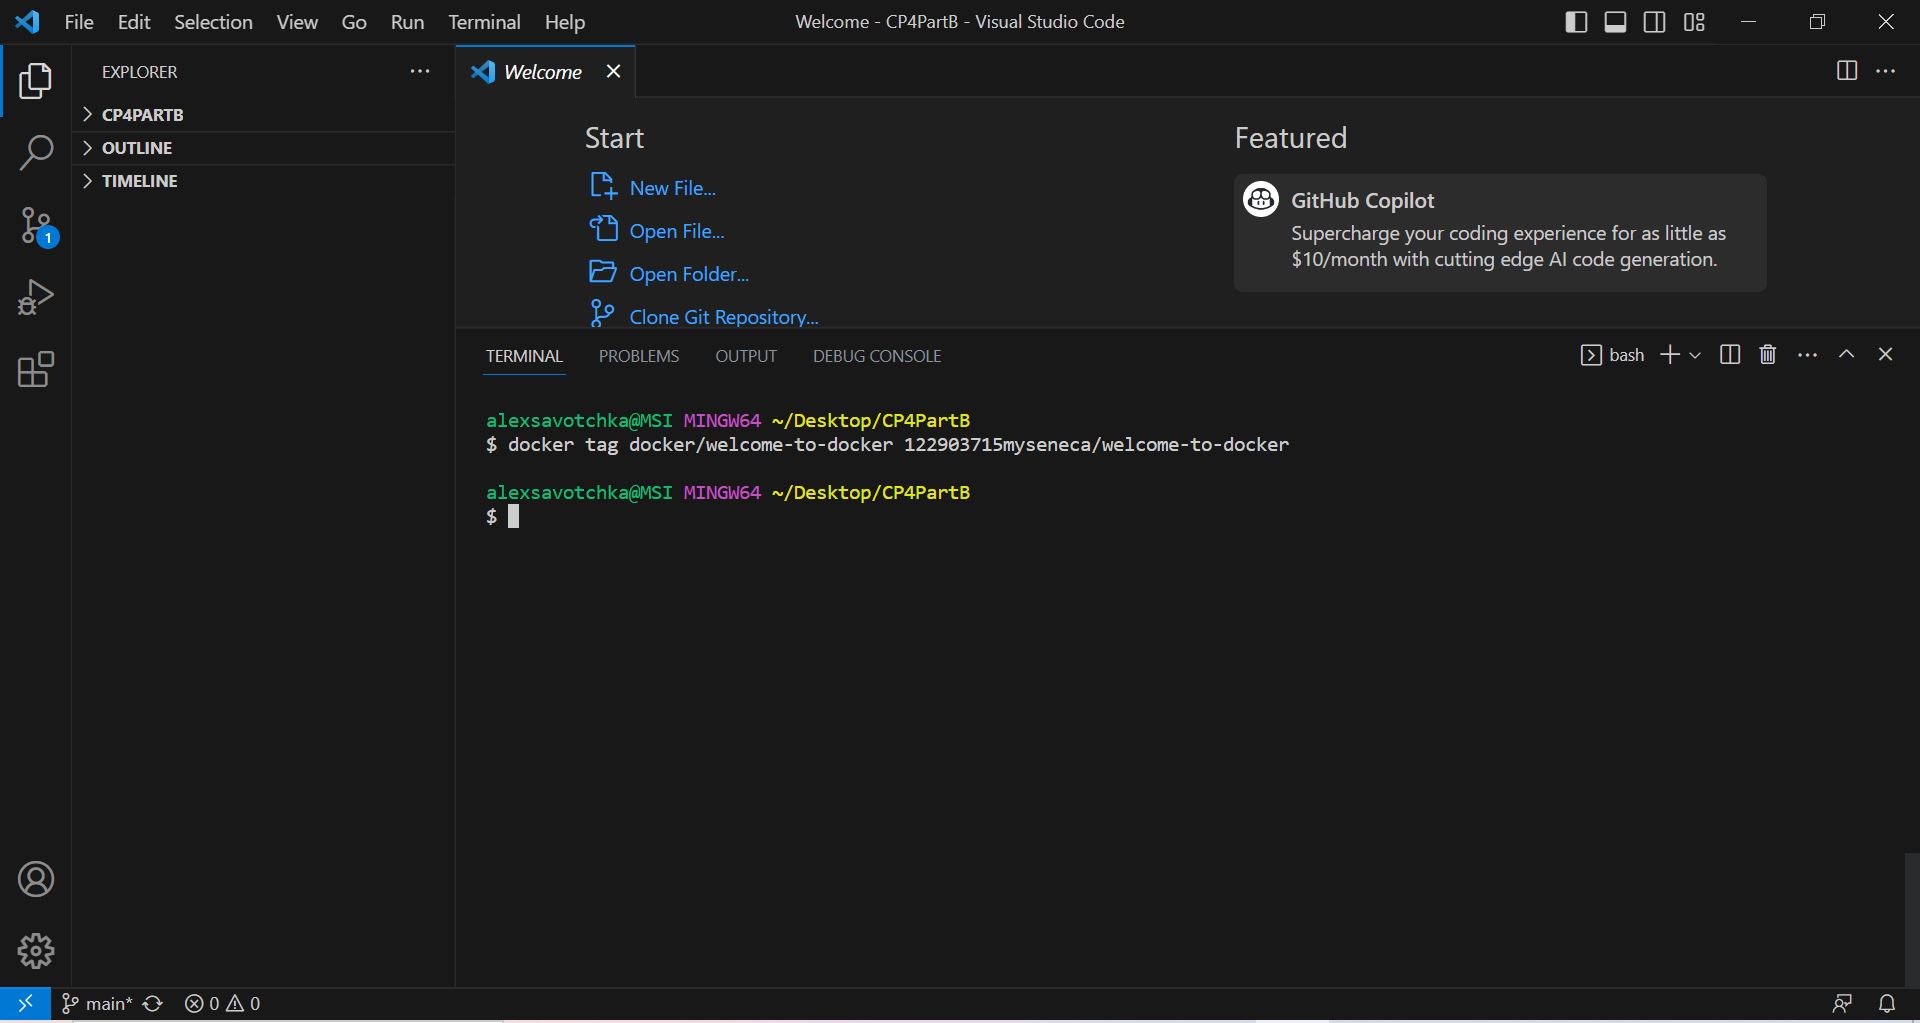 File Edit Selection View Go Run Terminal Help
Welcome - CP4PartB - Visual Studio Code
EXPLORER
CP4PARTB
OUTLINE
TIMELINE
1
Welcome
Start
New File...
Open File...
Open Folder...
Clone Git Repository...
Featured
GitHub Copilot
Supercharge your coding experience for as little as
$10/month with cutting edge AI code generation.
TERMINAL PROBLEMS OUTPUT DEBUG CONSOLE
bash
alexsavotchka@MSI MINGW64 ~/Desktop/CP4PartB
$ docker tag docker/welcome-to-docker 122903715myseneca/welcome-to-docker
alexsavotchka@MSI MINGW64 ~/Desktop/CP4PartB
$
main* 0 0